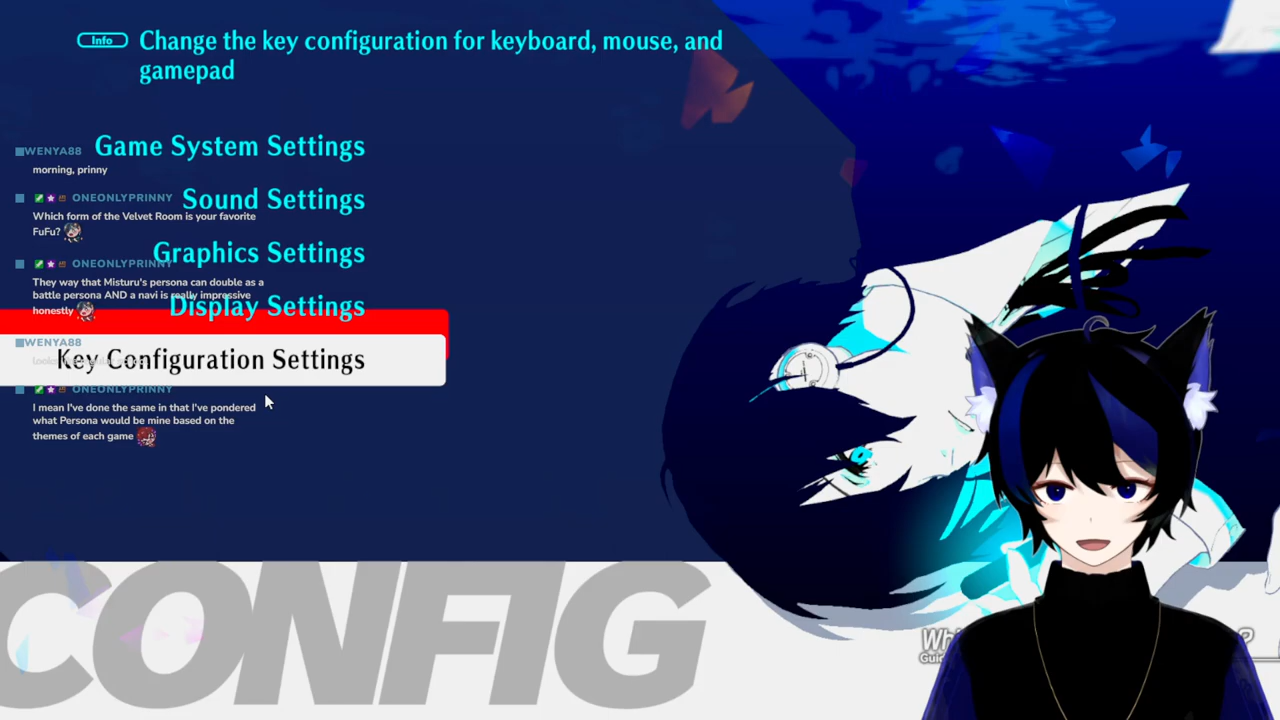 Info
Change the key configuration for keyboard, mouse, and
gamepad
Game System Settings
Sound Settings
Graphics Settings
Display Settings
Key Configuration Settings
WENYA88
morning, prinny
ONEONLYPRINNY
Which form of the Velvet Room is your favorite
FuFu?
ONEONLYPRINNY
They way that Misturu's persona can double as a
battle persona AND a navi is really impressive
honestly
WENYA88
ONEONLYPRINNY
I mean I've done the same in that I've pondered
what Persona would be mine based on the
themes of each game
CONFIG
?